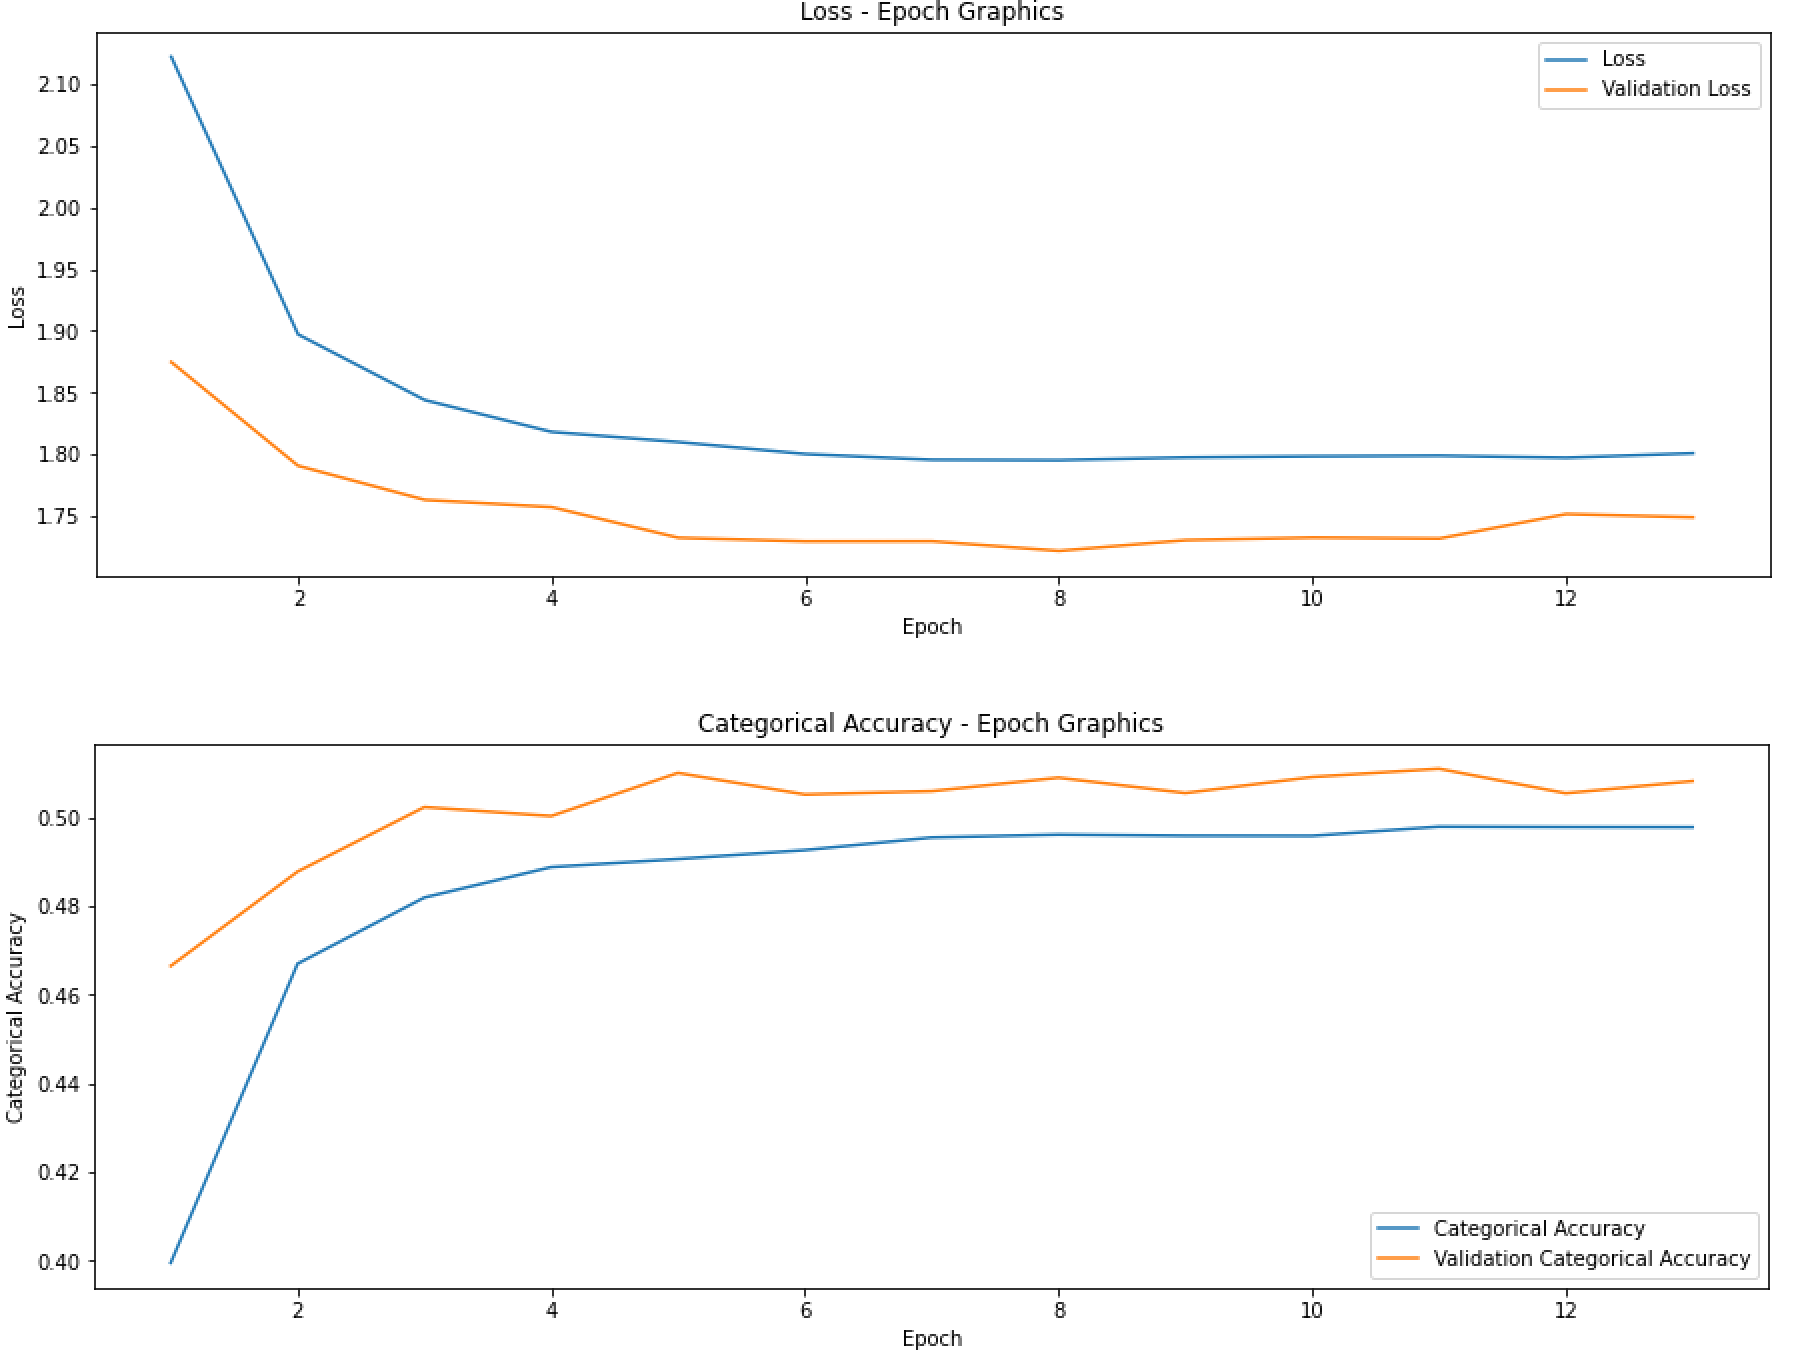 Loss - Epoch Graphics
Loss
Validation Loss
2.10
2.05
2.00
1.95
1.90
1.85
1.80
1.75
Loss
2 4 6 8 10 12
Epoch
Categorical Accuracy - Epoch Graphics
0.50
0.48
0.46
0.44
0.42
0.40
Categorical Accuracy
Categorical Accuracy
Validation Categorical Accuracy
2 4 6 8 10 12
Epoch